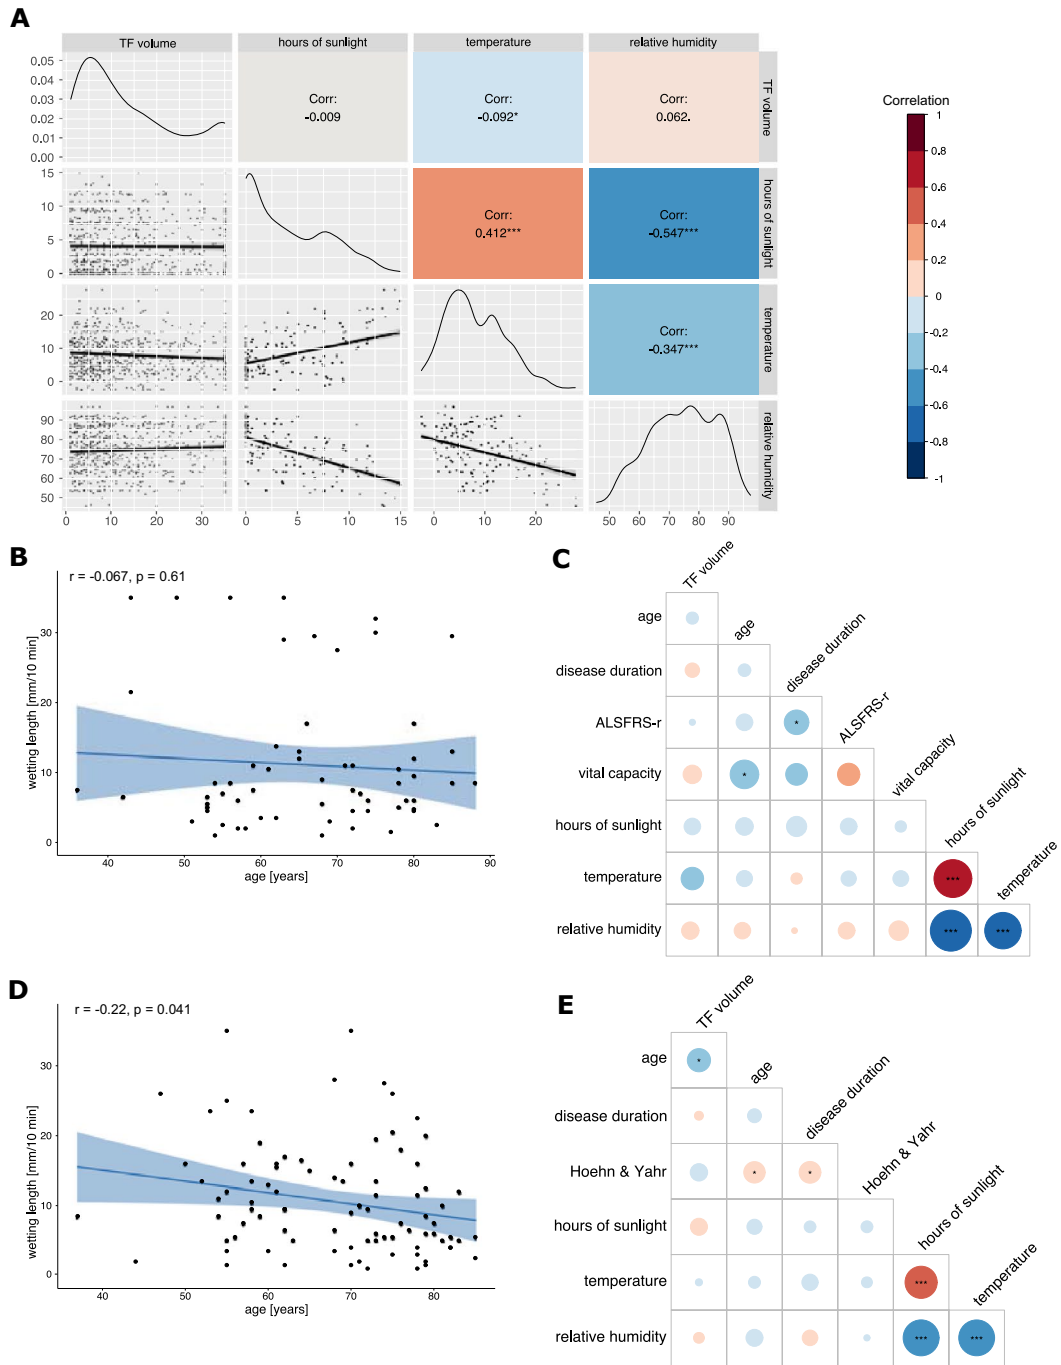 A
TF volume hours of sunlight temperature relative humidity
0.05
0.04
0.03
0.02
0.01
0.00
Corr:
-0.009
Corr:
-0.092*
Corr:
0.062.
TF volume
15
10
5
0
Corr:
0.412***
Corr:
-0.547***
hours of sunlight
20
10
0
Corr:
-0.347***
temperature
90
80
70
60
50
relative humidity
0 10 20 30 0 5 10 15 0 10 20 50 60 70 80 90
Correlation
1
0.8
0.6
0.4
0.2
0
-0.2
-0.4
-0.6
-0.8
-1
B
r = -0.067, p = 0.61
wetting length [mm/10 min]
30
20
10
0
40 50 60 70 80 90
age [years]
C
TF volume
age
disease duration
ALSFRS-r
vital capacity
hours of sunlight
temperature
age
disease duration
ALSFRS-r *
vital capacity *
hours of sunlight
temperature ***
relative humidity *** ***
D
r = -0.22, p = 0.041
wetting length [mm/10 min]
30
20
10
0
40 50 60 70 80
age [years]
E
TF volume
age
disease duration
Hoehn & Yahr
hours of sunlight
temperature
age *
disease duration
Hoehn & Yahr * *
hours of sunlight
temperature ***
relative humidity *** ***